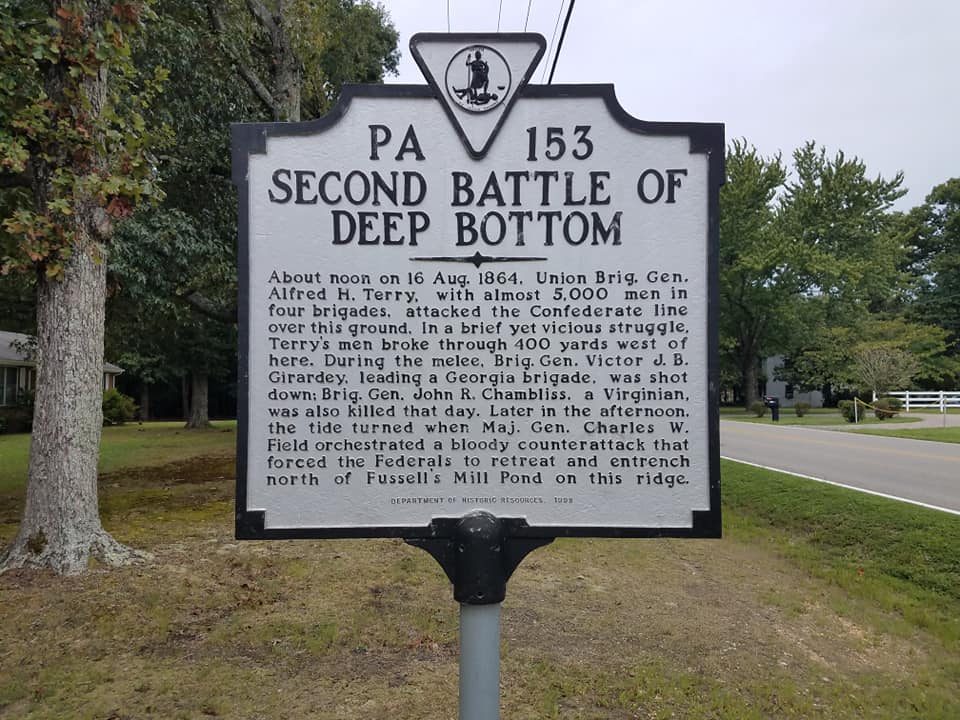 PA 153
SECOND BATTLE OF
DEEP BOTTOM
About noon on 16 Aug. 1864, Union Brig. Gen.
Alfred H. Terry, with almost 5,000 men in
four brigades, attacked the Confederate line
over this ground. In a brief yet vicious struggle,
Terry's men broke through 400 yards west of
here. During the melee, Brig. Gen. Victor J. B.
Girardey, leading a Georgia brigade, was shot
down; Brig. Gen. John R. Chambliss, a Virginian,
was also killed that day. Later in the afternoon,
the tide turned when Maj. Gen. Charles W.
Field orchestrated a bloody counterattack that
forced the Federals to retreat and entrench
north of Fussell's Mill Pond on this ridge.
DEPARTMENT OF HISTORIC RESOURCES,